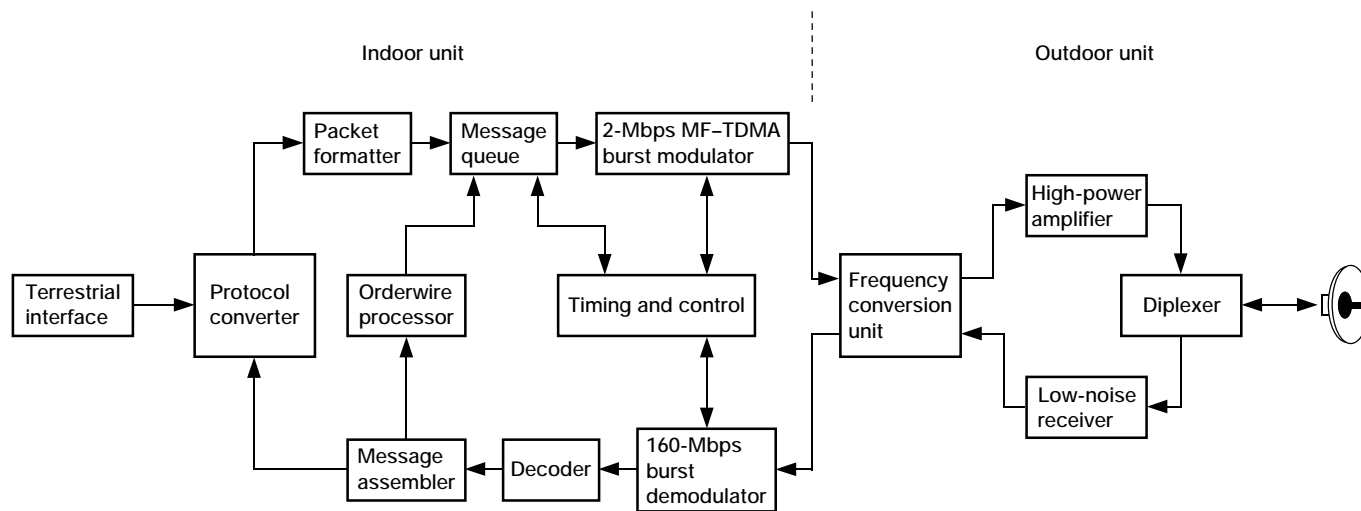 Indoor unit
Outdoor unit
Packet
formatter
Message
queue
2-Mbps MF–TDMA
burst modulator
High-power
amplifier
Terrestrial
interface
Protocol
converter
Orderwire
processor
Timing and control
Frequency
conversion
unit
Diplexer
Low-noise
receiver
Message
assembler
Decoder
160-Mbps
burst
demodulator